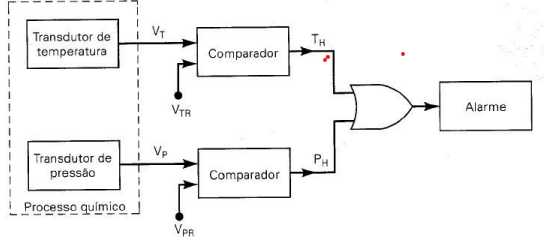 Transdutor de
temperatura
V_T
Comparador
T_H
V_TR
Alarme
Transdutor de
pressão
V_P
Comparador
P_H
V_PR
Processo químico